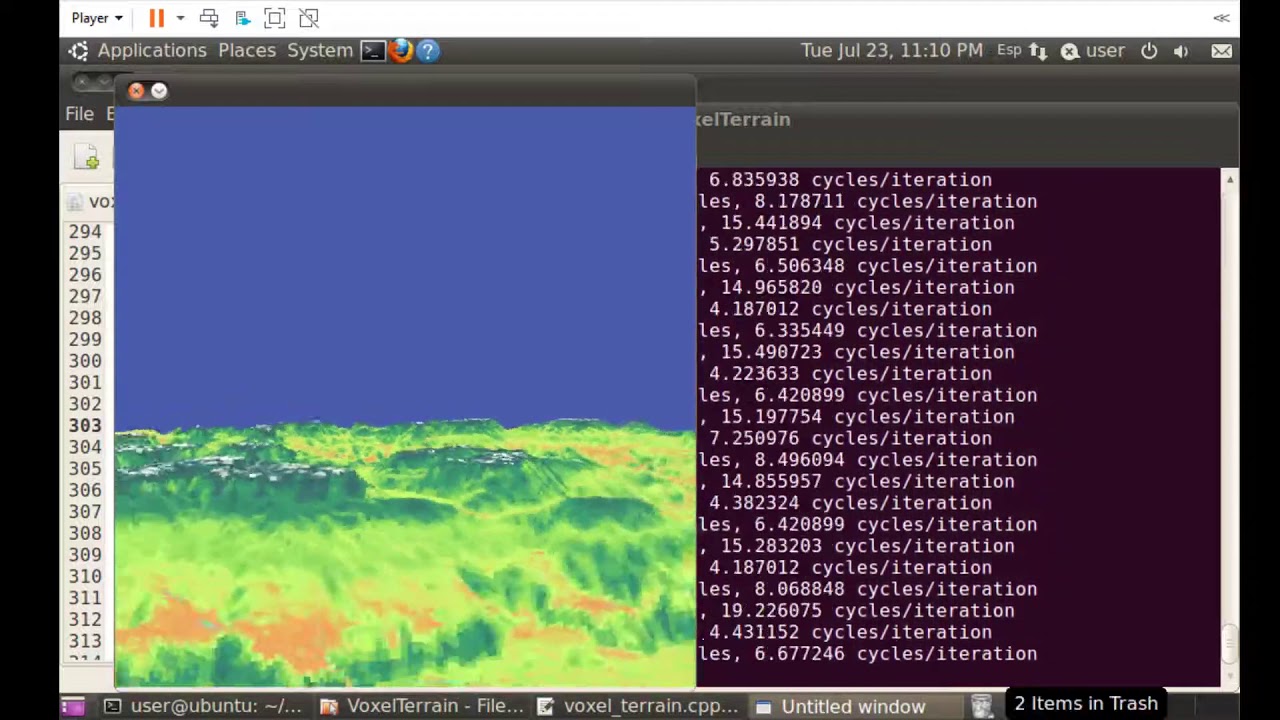 Player
Applications Places System Tue Jul 23, 11:10 PM Esp user
File E
xelTerrain
vo
294
295
296
297
298
299
300
301
302
303
304
305
306
307
308
309
310
311
312
313
6.835938 cycles/iteration
les, 8.178711 cycles/iteration
, 15.441894 cycles/iteration
5.297851 cycles/iteration
les, 6.506348 cycles/iteration
, 14.965820 cycles/iteration
4.187012 cycles/iteration
les, 6.335449 cycles/iteration
, 15.490723 cycles/iteration
4.223633 cycles/iteration
les, 6.420899 cycles/iteration
, 15.197754 cycles/iteration
7.250976 cycles/iteration
les, 8.496094 cycles/iteration
, 14.855957 cycles/iteration
4.382324 cycles/iteration
les, 6.420899 cycles/iteration
, 15.283203 cycles/iteration
4.187012 cycles/iteration
les, 8.068848 cycles/iteration
, 19.226075 cycles/iteration
4.431152 cycles/iteration
les, 6.677246 cycles/iteration
user@ubuntu: ~/... VoxelTerrain - File... voxel_terrain.cpp... Untitled window 2 Items in Trash